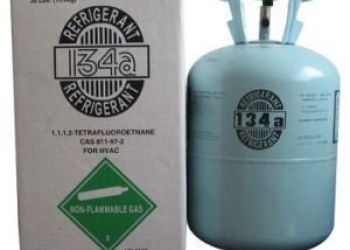 REFRIGERANT
134a
REFRIGERANT
1,1,1,2-TETRAFLUOROETHANE
CAS-811-97-2
FOR HVAC
NON-FLAMMABLE GAS
2
REFRIGERANT
134a
REFRIGERANT